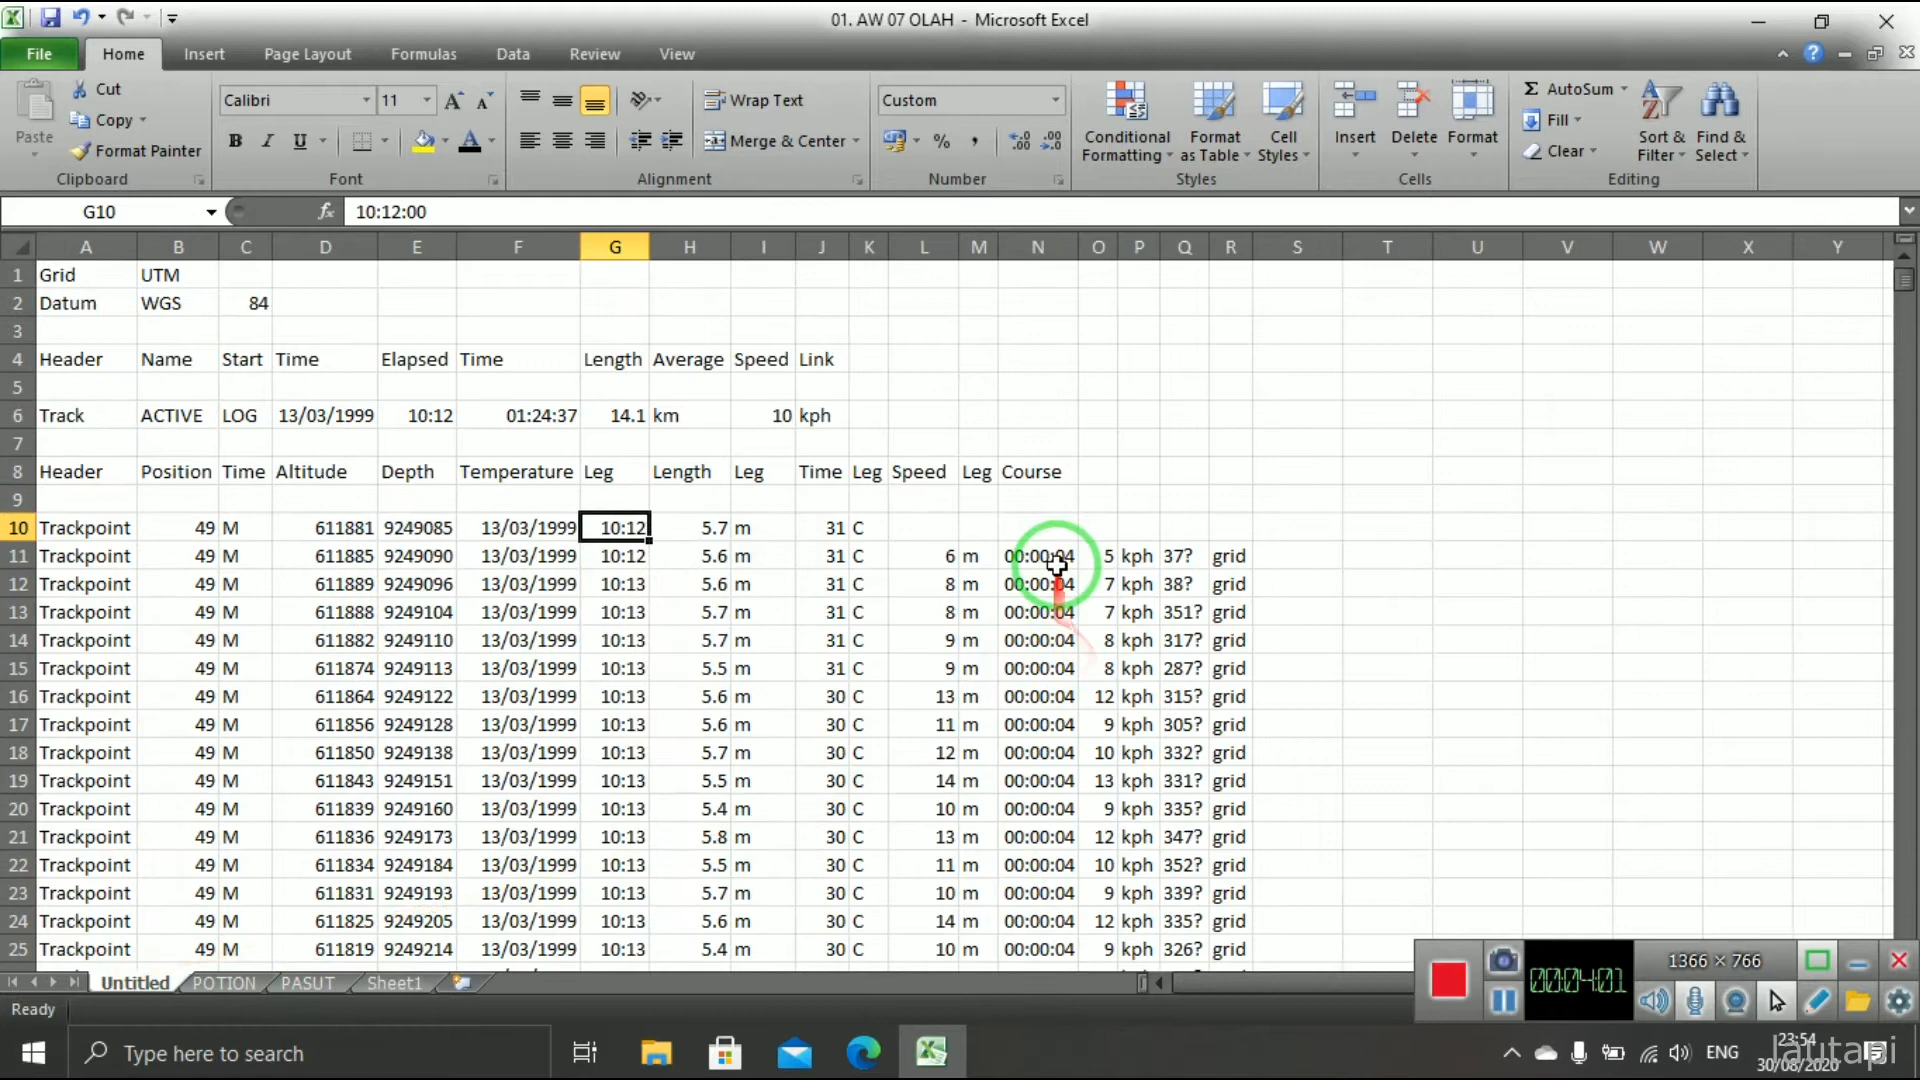 01. AW 07 OLAH - Microsoft Excel
File Home Insert Page Layout Formulas Data Review View
Cut
Copy
Format Painter
Paste
Clipboard
Calibri 11
B I U
Font
Wrap Text
Merge & Center
Alignment
Custom
%
Number
Conditional Formatting
Format as Table
Cell Styles
Styles
Insert Delete Format
Cells
Σ AutoSum
Fill
Clear
Sort & Filter
Find & Select
Editing
G10 fx 10:12:00
A B C D E F G H I J K L M N O P Q R S T U V W X Y
1 Grid UTM
2 Datum WGS 84
3
4 Header Name Start Time Elapsed Time Length Average Speed Link
5
6 Track ACTIVE LOG 13/03/1999 10:12 01:24:37 14.1 km 10 kph
7
8 Header Position Time Altitude Depth Temperature Leg Length Leg Time Leg Speed Leg Course
9
10 Trackpoint 49 M 611881 9249085 13/03/1999 10:12 5.7 m 31 C
11 Trackpoint 49 M 611885 9249090 13/03/1999 10:12 5.6 m 31 C 6 m 00:00:04 5 kph 37? grid
12 Trackpoint 49 M 611889 9249096 13/03/1999 10:13 5.6 m 31 C 8 m 00:00:04 7 kph 38? grid
13 Trackpoint 49 M 611888 9249104 13/03/1999 10:13 5.7 m 31 C 8 m 00:00:04 7 kph 351? grid
14 Trackpoint 49 M 611882 9249110 13/03/1999 10:13 5.7 m 31 C 9 m 00:00:04 8 kph 317? grid
15 Trackpoint 49 M 611874 9249113 13/03/1999 10:13 5.5 m 31 C 9 m 00:00:04 8 kph 287? grid
16 Trackpoint 49 M 611864 9249122 13/03/1999 10:13 5.6 m 30 C 13 m 00:00:04 12 kph 315? grid
17 Trackpoint 49 M 611856 9249128 13/03/1999 10:13 5.6 m 30 C 11 m 00:00:04 9 kph 305? grid
18 Trackpoint 49 M 611850 9249138 13/03/1999 10:13 5.7 m 30 C 12 m 00:00:04 10 kph 332? grid
19 Trackpoint 49 M 611843 9249151 13/03/1999 10:13 5.5 m 30 C 14 m 00:00:04 13 kph 331? grid
20 Trackpoint 49 M 611839 9249160 13/03/1999 10:13 5.4 m 30 C 10 m 00:00:04 9 kph 335? grid
21 Trackpoint 49 M 611836 9249173 13/03/1999 10:13 5.8 m 30 C 13 m 00:00:04 12 kph 347? grid
22 Trackpoint 49 M 611834 9249184 13/03/1999 10:13 5.5 m 30 C 11 m 00:00:04 10 kph 352? grid
23 Trackpoint 49 M 611831 9249193 13/03/1999 10:13 5.7 m 30 C 10 m 00:00:04 9 kph 339? grid
24 Trackpoint 49 M 611825 9249205 13/03/1999 10:13 5.6 m 30 C 14 m 00:00:04 12 kph 335? grid
25 Trackpoint 49 M 611819 9249214 13/03/1999 10:13 5.4 m 30 C 10 m 00:00:04 9 kph 326? grid
Untitled POTION PASUT Sheet1
1366 × 766
00:04:01
Ready
Type here to search
ENG
23:54
30/08/2020
lautapi